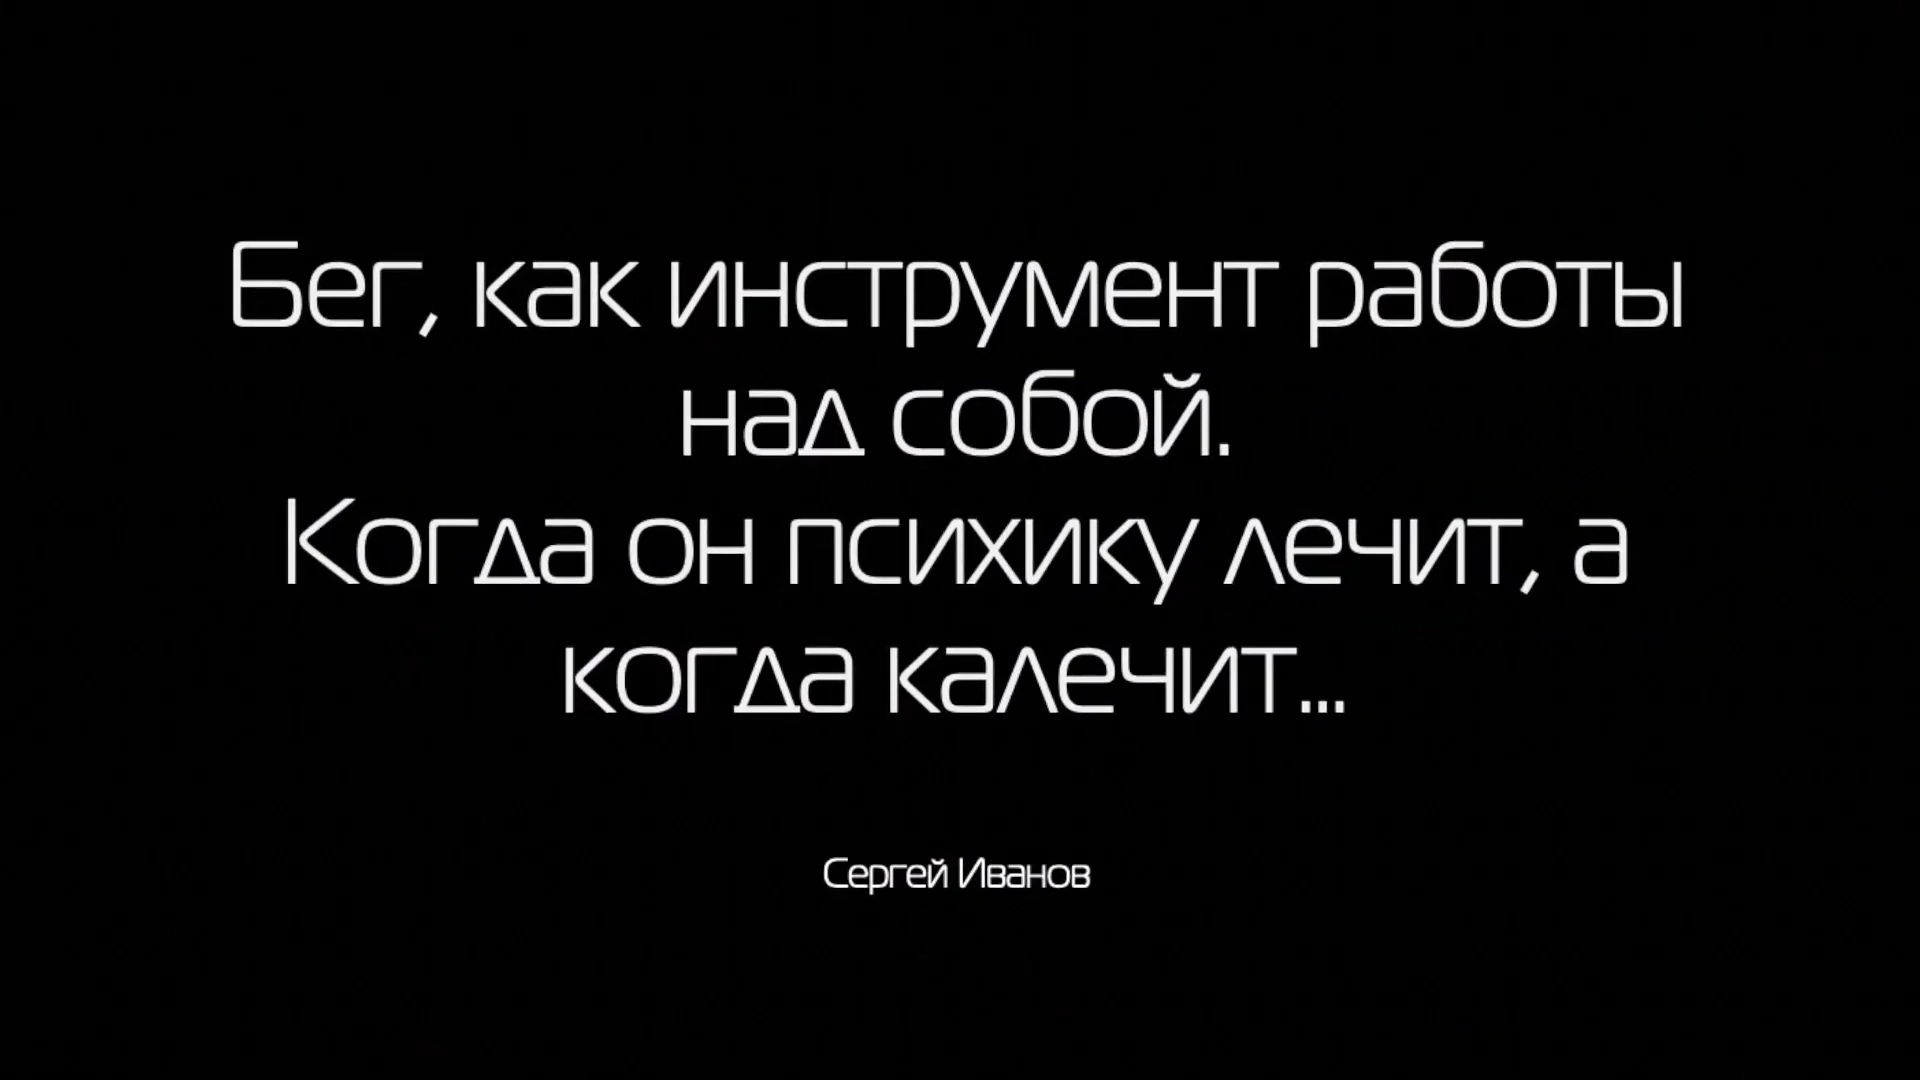 Бег, как инструмент работы
над собой.
Когда он психику лечит, а
когда калечит...
Сергей Иванов